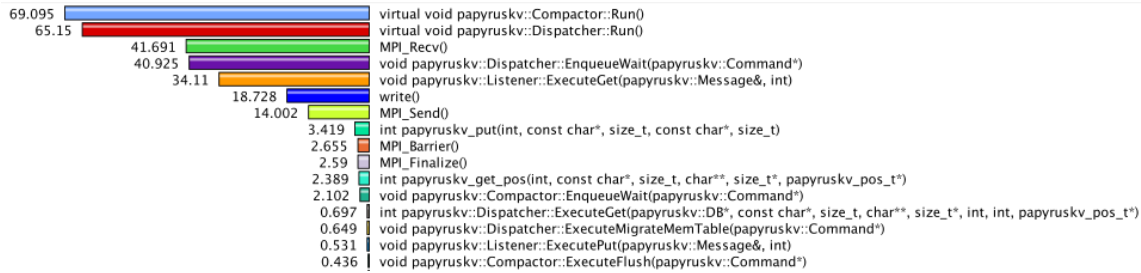 69.095 virtual void papyruskv::Compactor::Run()
65.15 virtual void papyruskv::Dispatcher::Run()
41.691 MPI_Recv()
40.925 void papyruskv::Dispatcher::EnqueueWait(papyruskv::Command*)
34.11 void papyruskv::Listener::ExecuteGet(papyruskv::Message&, int)
18.728 write()
14.002 MPI_Send()
3.419 int papyruskv_put(int, const char*, size_t, const char*, size_t)
2.655 MPI_Barrier()
2.59 MPI_Finalize()
2.389 int papyruskv_get_pos(int, const char*, size_t, char**, size_t*, papyruskv_pos_t*)
2.102 void papyruskv::Compactor::EnqueueWait(papyruskv::Command*)
0.697 int papyruskv::Dispatcher::ExecuteGet(papyruskv::DB*, const char*, size_t, char**, size_t*, int, int, papyruskv_pos_t*)
0.649 void papyruskv::Dispatcher::ExecuteMigrateMemTable(papyruskv::Command*)
0.531 void papyruskv::Listener::ExecutePut(papyruskv::Message&, int)
0.436 void papyruskv::Compactor::ExecuteFlush(papyruskv::Command*)